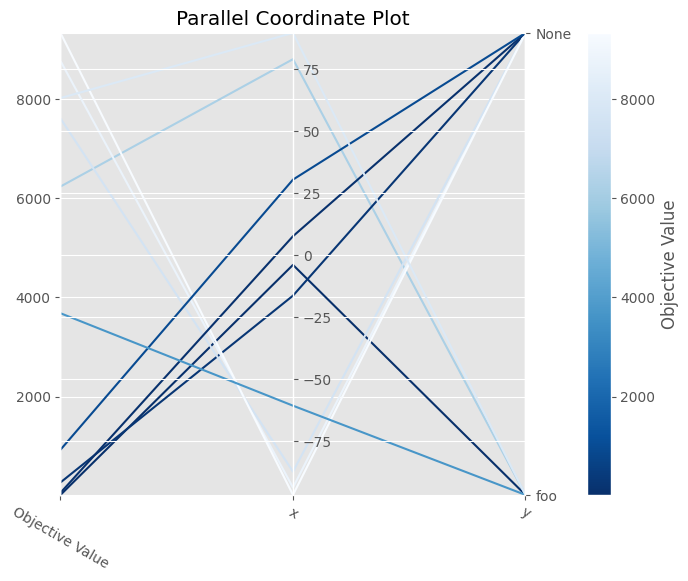 Parallel Coordinate Plot
8000
6000
4000
2000
75
50
25
0
−25
−50
−75
None
foo
8000
6000
4000
2000
Objective Value
Objective Value
x
y